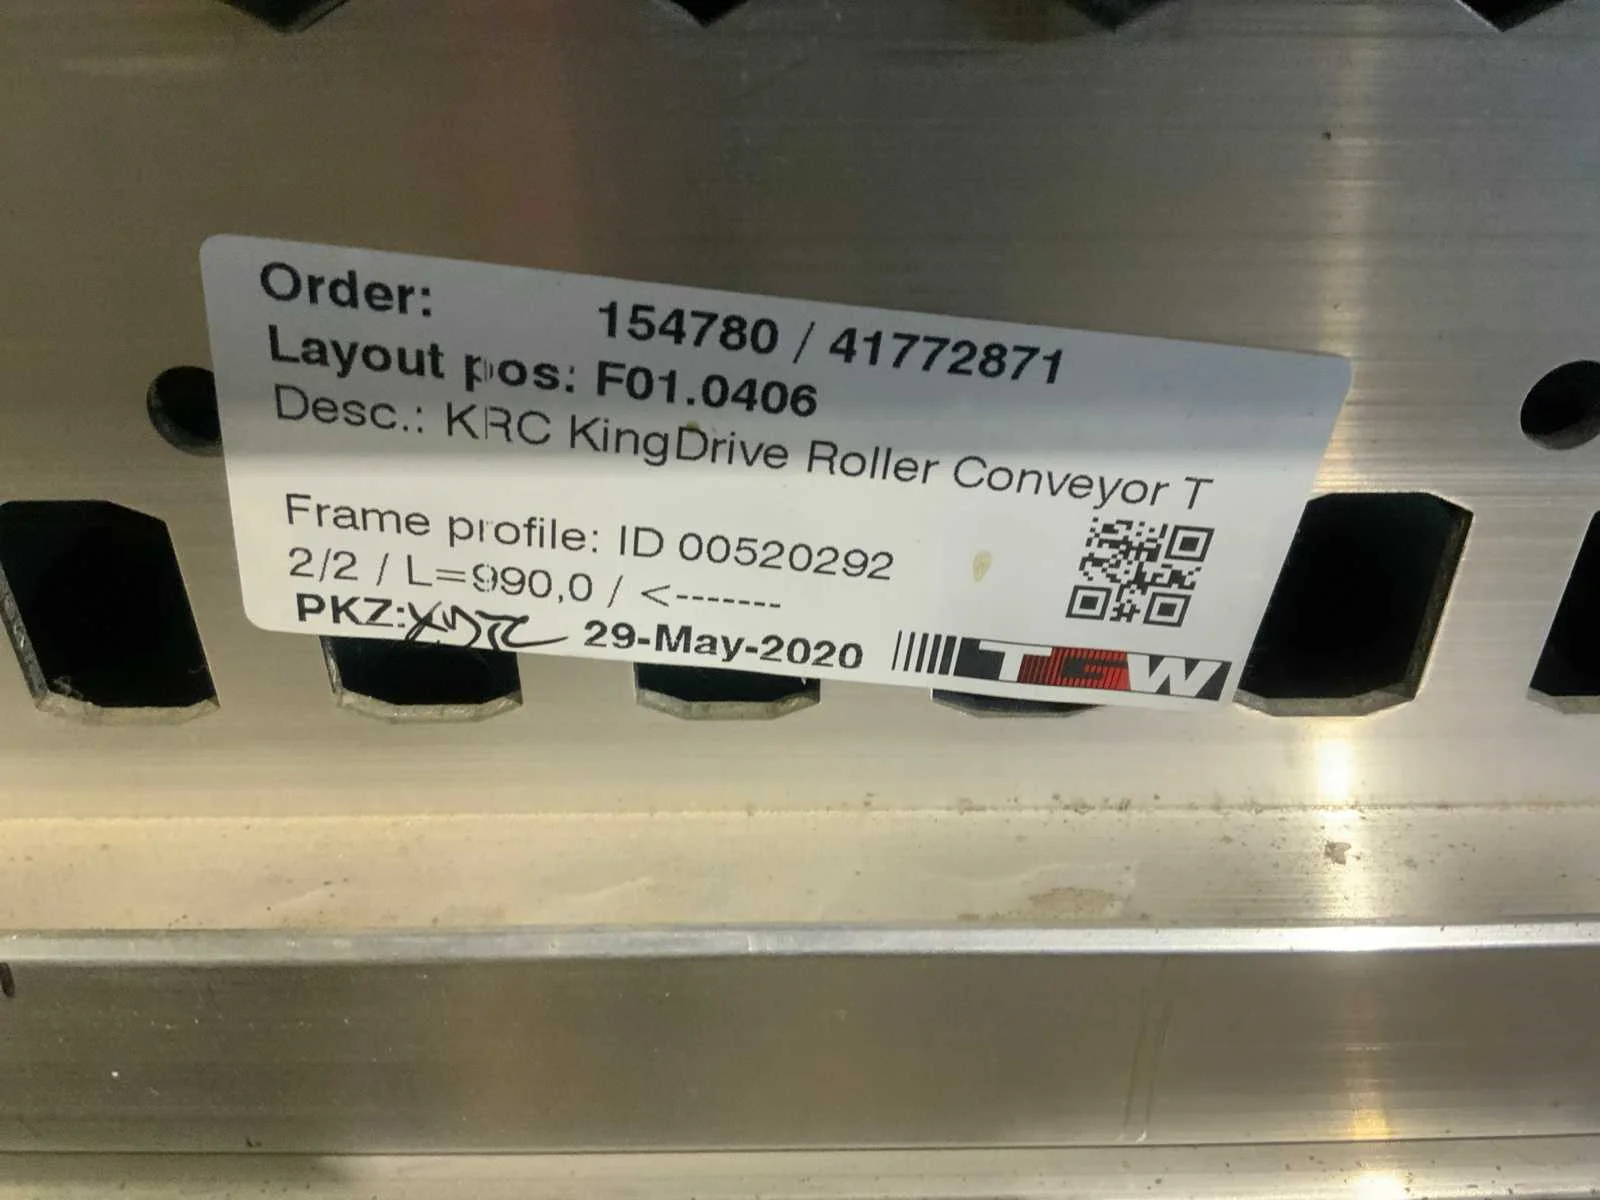 Order: 154780 / 41772871
Layout pos: F01.0406
Desc.: KRC KingDrive Roller Conveyor T
Frame profile: ID 00520292
2/2 / L=990,0 / <-------
PKZ: 29-May-2020
TGW